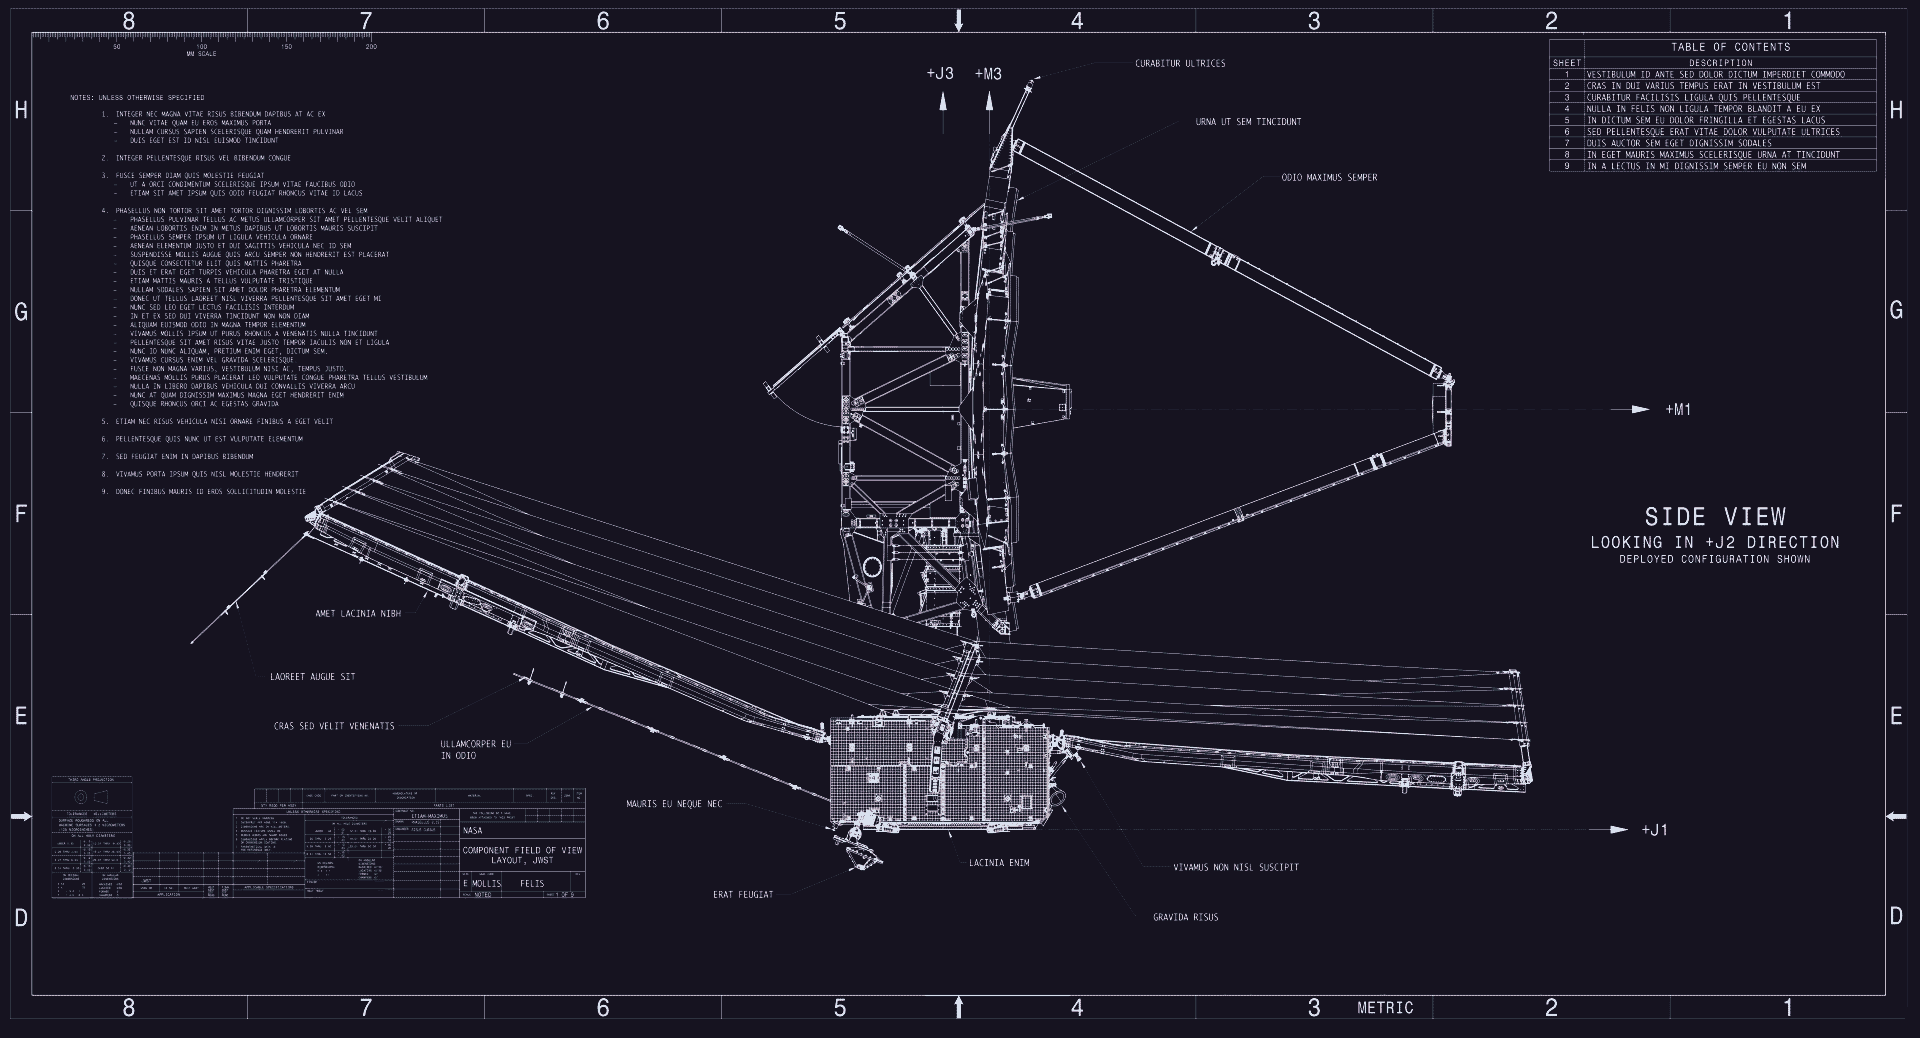 8 7 6 5 4 3 2 1
50 100 150 200
MM SCALE
TABLE OF CONTENTS
SHEET DESCRIPTION
1 VESTIBULUM ID ANTE SED DOLOR DICTUM IMPERDIET COMMODO
2 CRAS IN DUI VARIUS TEMPUS ERAT IN VESTIBULUM EST
3 CURABITUR FACILISIS LIGULA QUIS PELLENTESQUE
4 NULLA IN FELIS NON LIGULA TEMPOR BLANDIT A EU EX
5 IN DICTUM SEM EU DOLOR FRINGILLA ET EGESTAS LACUS
6 SED PELLENTESQUE ERAT VITAE DOLOR VULPUTATE ULTRICES
7 DUIS AUCTOR SEM EGET DIGNISSIM SODALES
8 IN EGET MAURIS MAXIMUS SCELERISQUE URNA AT TINCIDUNT
9 IN A LECTUS IN MI DIGNISSIM SEMPER EU NON SEM
H
H
G
G
F
F
E
E
D
D
NOTES: UNLESS OTHERWISE SPECIFIED
1. INTEGER NEC MAGNA VITAE RISUS BIBENDUM DAPIBUS AT AC EX
- NUNC VITAE QUAM EU EROS MAXIMUS PORTA
- NULLAM CURSUS SAPIEN SCELERISQUE QUAM HENDRERIT PULVINAR
- DUIS EGET EST ID NISL EUISMOD TINCIDUNT
2. INTEGER PELLENTESQUE RISUS VEL BIBENDUM CONGUE
3. FUSCE SEMPER DIAM QUIS MOLESTIE FEUGIAT
- UT A ORCI CONDIMENTUM SCELERISQUE IPSUM VITAE FAUCIBUS ODIO
- ETIAM SIT AMET IPSUM QUIS ODIO FEUGIAT RHONCUS VITAE ID LACUS
4. PHASELLUS NON TORTOR SIT AMET TORTOR DIGNISSIM LOBORTIS AC VEL SEM
- PHASELLUS PULVINAR TELLUS AC METUS ULLAMCORPER SIT AMET PELLENTESQUE VELIT ALIQUET
- AENEAN LOBORTIS ENIM IN METUS DAPIBUS UT LOBORTIS MAURIS SUSCIPIT
- PHASELLUS SEMPER IPSUM UT LIGULA VEHICULA ORNARE
- AENEAN ELEMENTUM JUSTO ET DUI SAGITTIS VEHICULA NEC ID SEM
- SUSPENDISSE MOLLIS AUGUE QUIS ARCU SEMPER NON HENDRERIT EST PLACERAT
- QUISQUE CONSECTETUR ELIT QUIS MATTIS PHARETRA
- DUIS ET ERAT EGET TURPIS VEHICULA PHARETRA EGET AT NULLA
- ETIAM MATTIS MAURIS A TELLUS VULPUTATE TRISTIQUE
- NULLAM SODALES SAPIEN SIT AMET DOLOR PHARETRA ELEMENTUM
- DONEC UT TELLUS LAOREET NISL VIVERRA PELLENTESQUE SIT AMET EGET MI
- NUNC SED LEO EGET LECTUS FACILISIS INTERDUM
- IN ET EX SED DUI VIVERRA TINCIDUNT NON NON DIAM
- ALIQUAM EUISMOD ODIO IN MAGNA TEMPOR ELEMENTUM
- VIVAMUS MOLLIS IPSUM UT PURUS RHONCUS A VENENATIS NULLA TINCIDUNT
- PELLENTESQUE SIT AMET RISUS VITAE JUSTO TEMPOR IACULIS NON ET LIGULA
- NUNC ID NUNC ALIQUAM, PRETIUM ENIM EGET, DICTUM SEM.
- VIVAMUS CURSUS ENIM VEL GRAVIDA SCELERISQUE
- FUSCE NON MAGNA VARIUS, VESTIBULUM NISI AC, TEMPUS JUSTO.
- MAECENAS MOLLIS PURUS PLACERAT LEO VULPUTATE CONGUE PHARETRA TELLUS VESTIBULUM
- NULLA IN LIBERO DAPIBUS VEHICULA DUI CONVALLIS VIVERRA ARCU
- NUNC AT QUAM DIGNISSIM MAXIMUS MAGNA EGET HENDRERIT ENIM
- QUISQUE RHONCUS ORCI AC EGESTAS GRAVIDA
5. ETIAM NEC RISUS VEHICULA NISI ORNARE FINIBUS A EGET VELIT
6. PELLENTESQUE QUIS NUNC UT EST VULPUTATE ELEMENTUM
7. SED FEUGIAT ENIM IN DAPIBUS BIBENDUM
8. VIVAMUS PORTA IPSUM QUIS NISL MOLESTIE HENDRERIT
9. DONEC FINIBUS MAURIS ID EROS SOLLICITUDIN MOLESTIE
+J3 +M3
CURABITUR ULTRICES
URNA UT SEM TINCIDUNT
ODIO MAXIMUS SEMPER
+M1
SIDE VIEW
LOOKING IN +J2 DIRECTION
DEPLOYED CONFIGURATION SHOWN
AMET LACINIA NIBH
LAOREET AUGUE SIT
CRAS SED VELIT VENENATIS
ULLAMCORPER EU
IN ODIO
MAURIS EU NEQUE NEC
ERAT FEUGIAT
LACINIA ENIM
VIVAMUS NON NISL SUSCIPIT
GRAVIDA RISUS
+J1
THIRD ANGLE PROJECTION
PARTS LIST
ETIAM-MAXIMUS
NASA
COMPONENT FIELD OF VIEW
LAYOUT, JWST
E MOLLIS FELIS
NOTED
1 OF 9
APPLICATION
8 7 6 5 4 3 METRIC 2 1